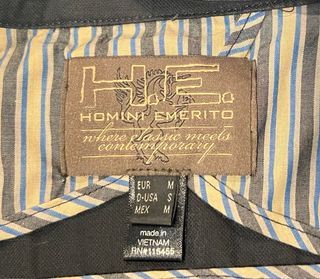 H.E.
HOMINI EMERITO
where classic meets
contemporary
EUR M
D-USA S
MEX M
made in
VIETNAM
RN#115455